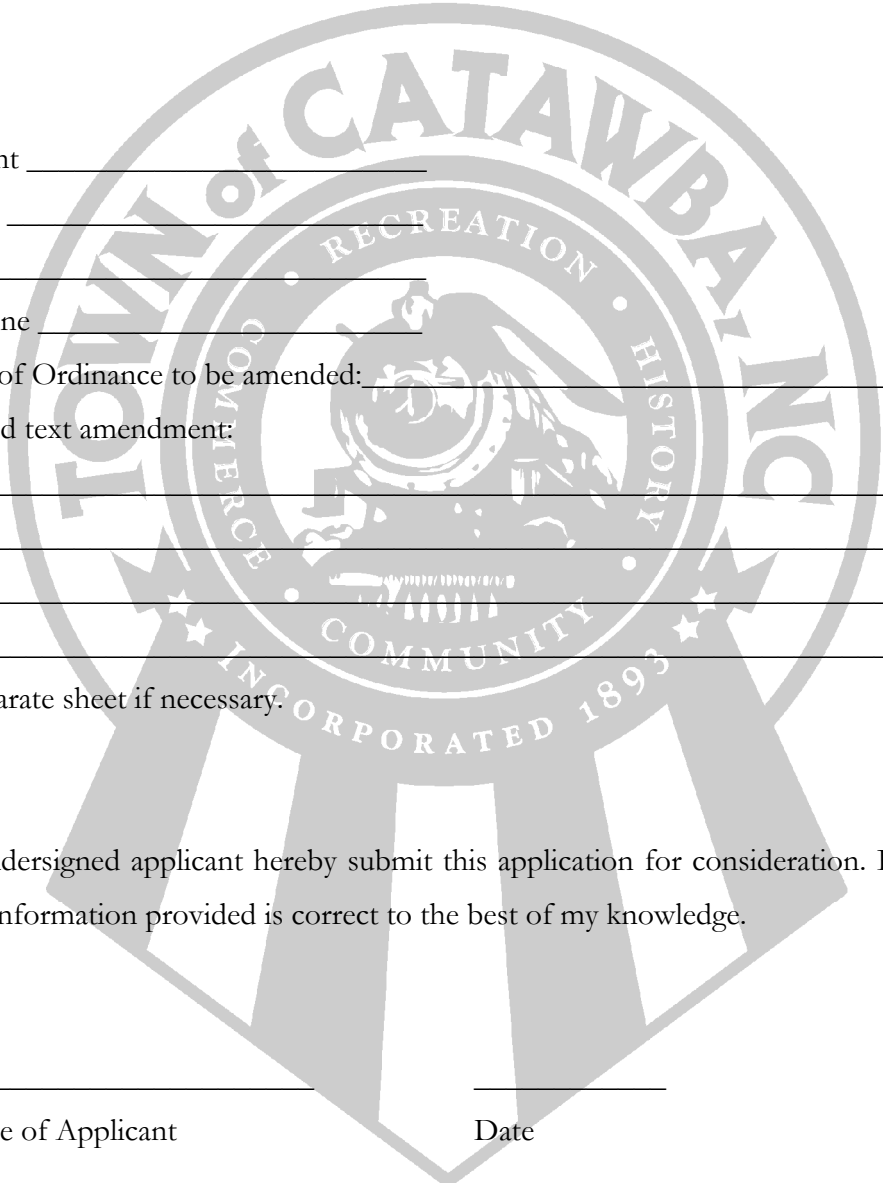 TOWN of CATAWBA, NC
RECREATION
COMMERCE
HISTORY
COMMUNITY
INCORPORATED 1893
nt
ne
of Ordinance to be amended:
d text amendment:
arate sheet if necessary.
dersigned applicant hereby submit this application for consideration. I
nformation provided is correct to the best of my knowledge.
e of Applicant Date